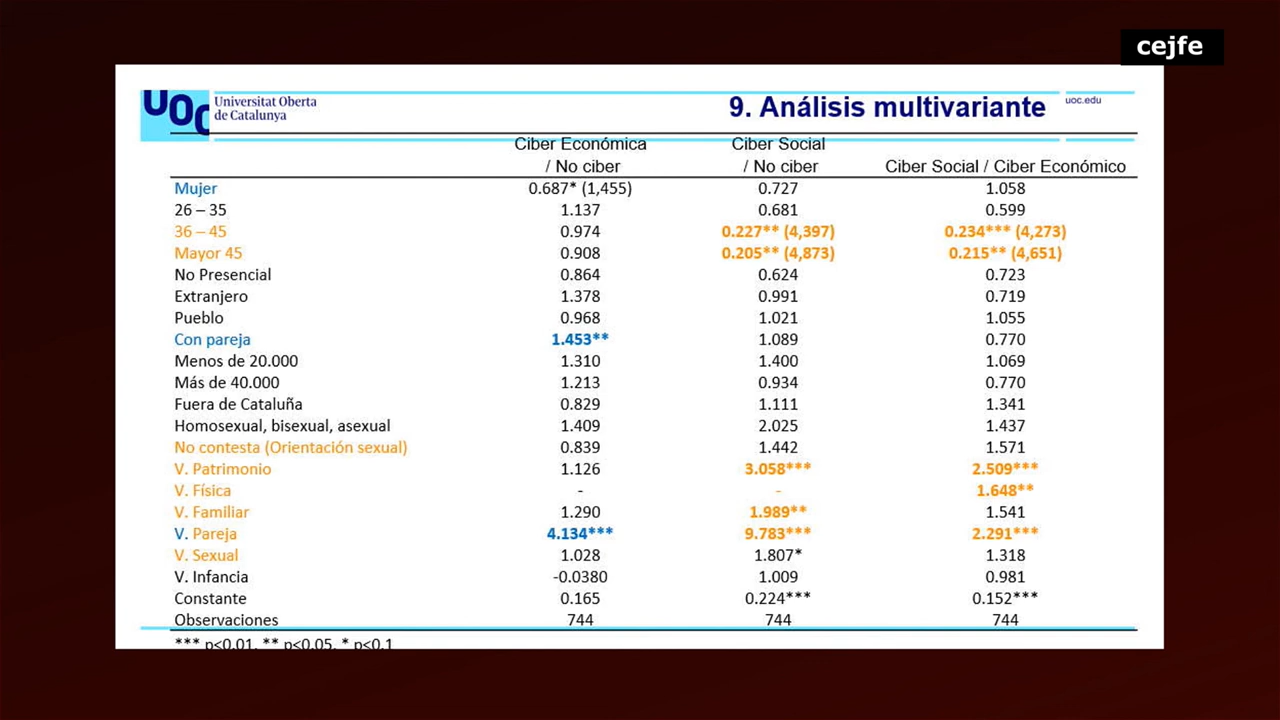 cejfe
UOC
Universitat Oberta
de Catalunya
9. Análisis multivariante
uoc.edu
Ciber Económica / No ciber Ciber Social / No ciber Ciber Social / Ciber Económico
Mujer 0.687* (1,455) 0.727 1.058
26 – 35 1.137 0.681 0.599
36 – 45 0.974 0.227** (4,397) 0.234*** (4,273)
Mayor 45 0.908 0.205** (4,873) 0.215** (4,651)
No Presencial 0.864 0.624 0.723
Extranjero 1.378 0.991 0.719
Pueblo 0.968 1.021 1.055
Con pareja 1.453** 1.089 0.770
Menos de 20.000 1.310 1.400 1.069
Más de 40.000 1.213 0.934 0.770
Fuera de Cataluña 0.829 1.111 1.341
Homosexual, bisexual, asexual 1.409 2.025 1.437
No contesta (Orientación sexual) 0.839 1.442 1.571
V. Patrimonio 1.126 3.058*** 2.509***
V. Física - - 1.648**
V. Familiar 1.290 1.989** 1.541
V. Pareja 4.134*** 9.783*** 2.291***
V. Sexual 1.028 1.807* 1.318
V. Infancia -0.0380 1.009 0.981
Constante 0.165 0.224*** 0.152***
Observaciones 744 744 744
*** p<0.01, ** p<0.05, * p<0.1